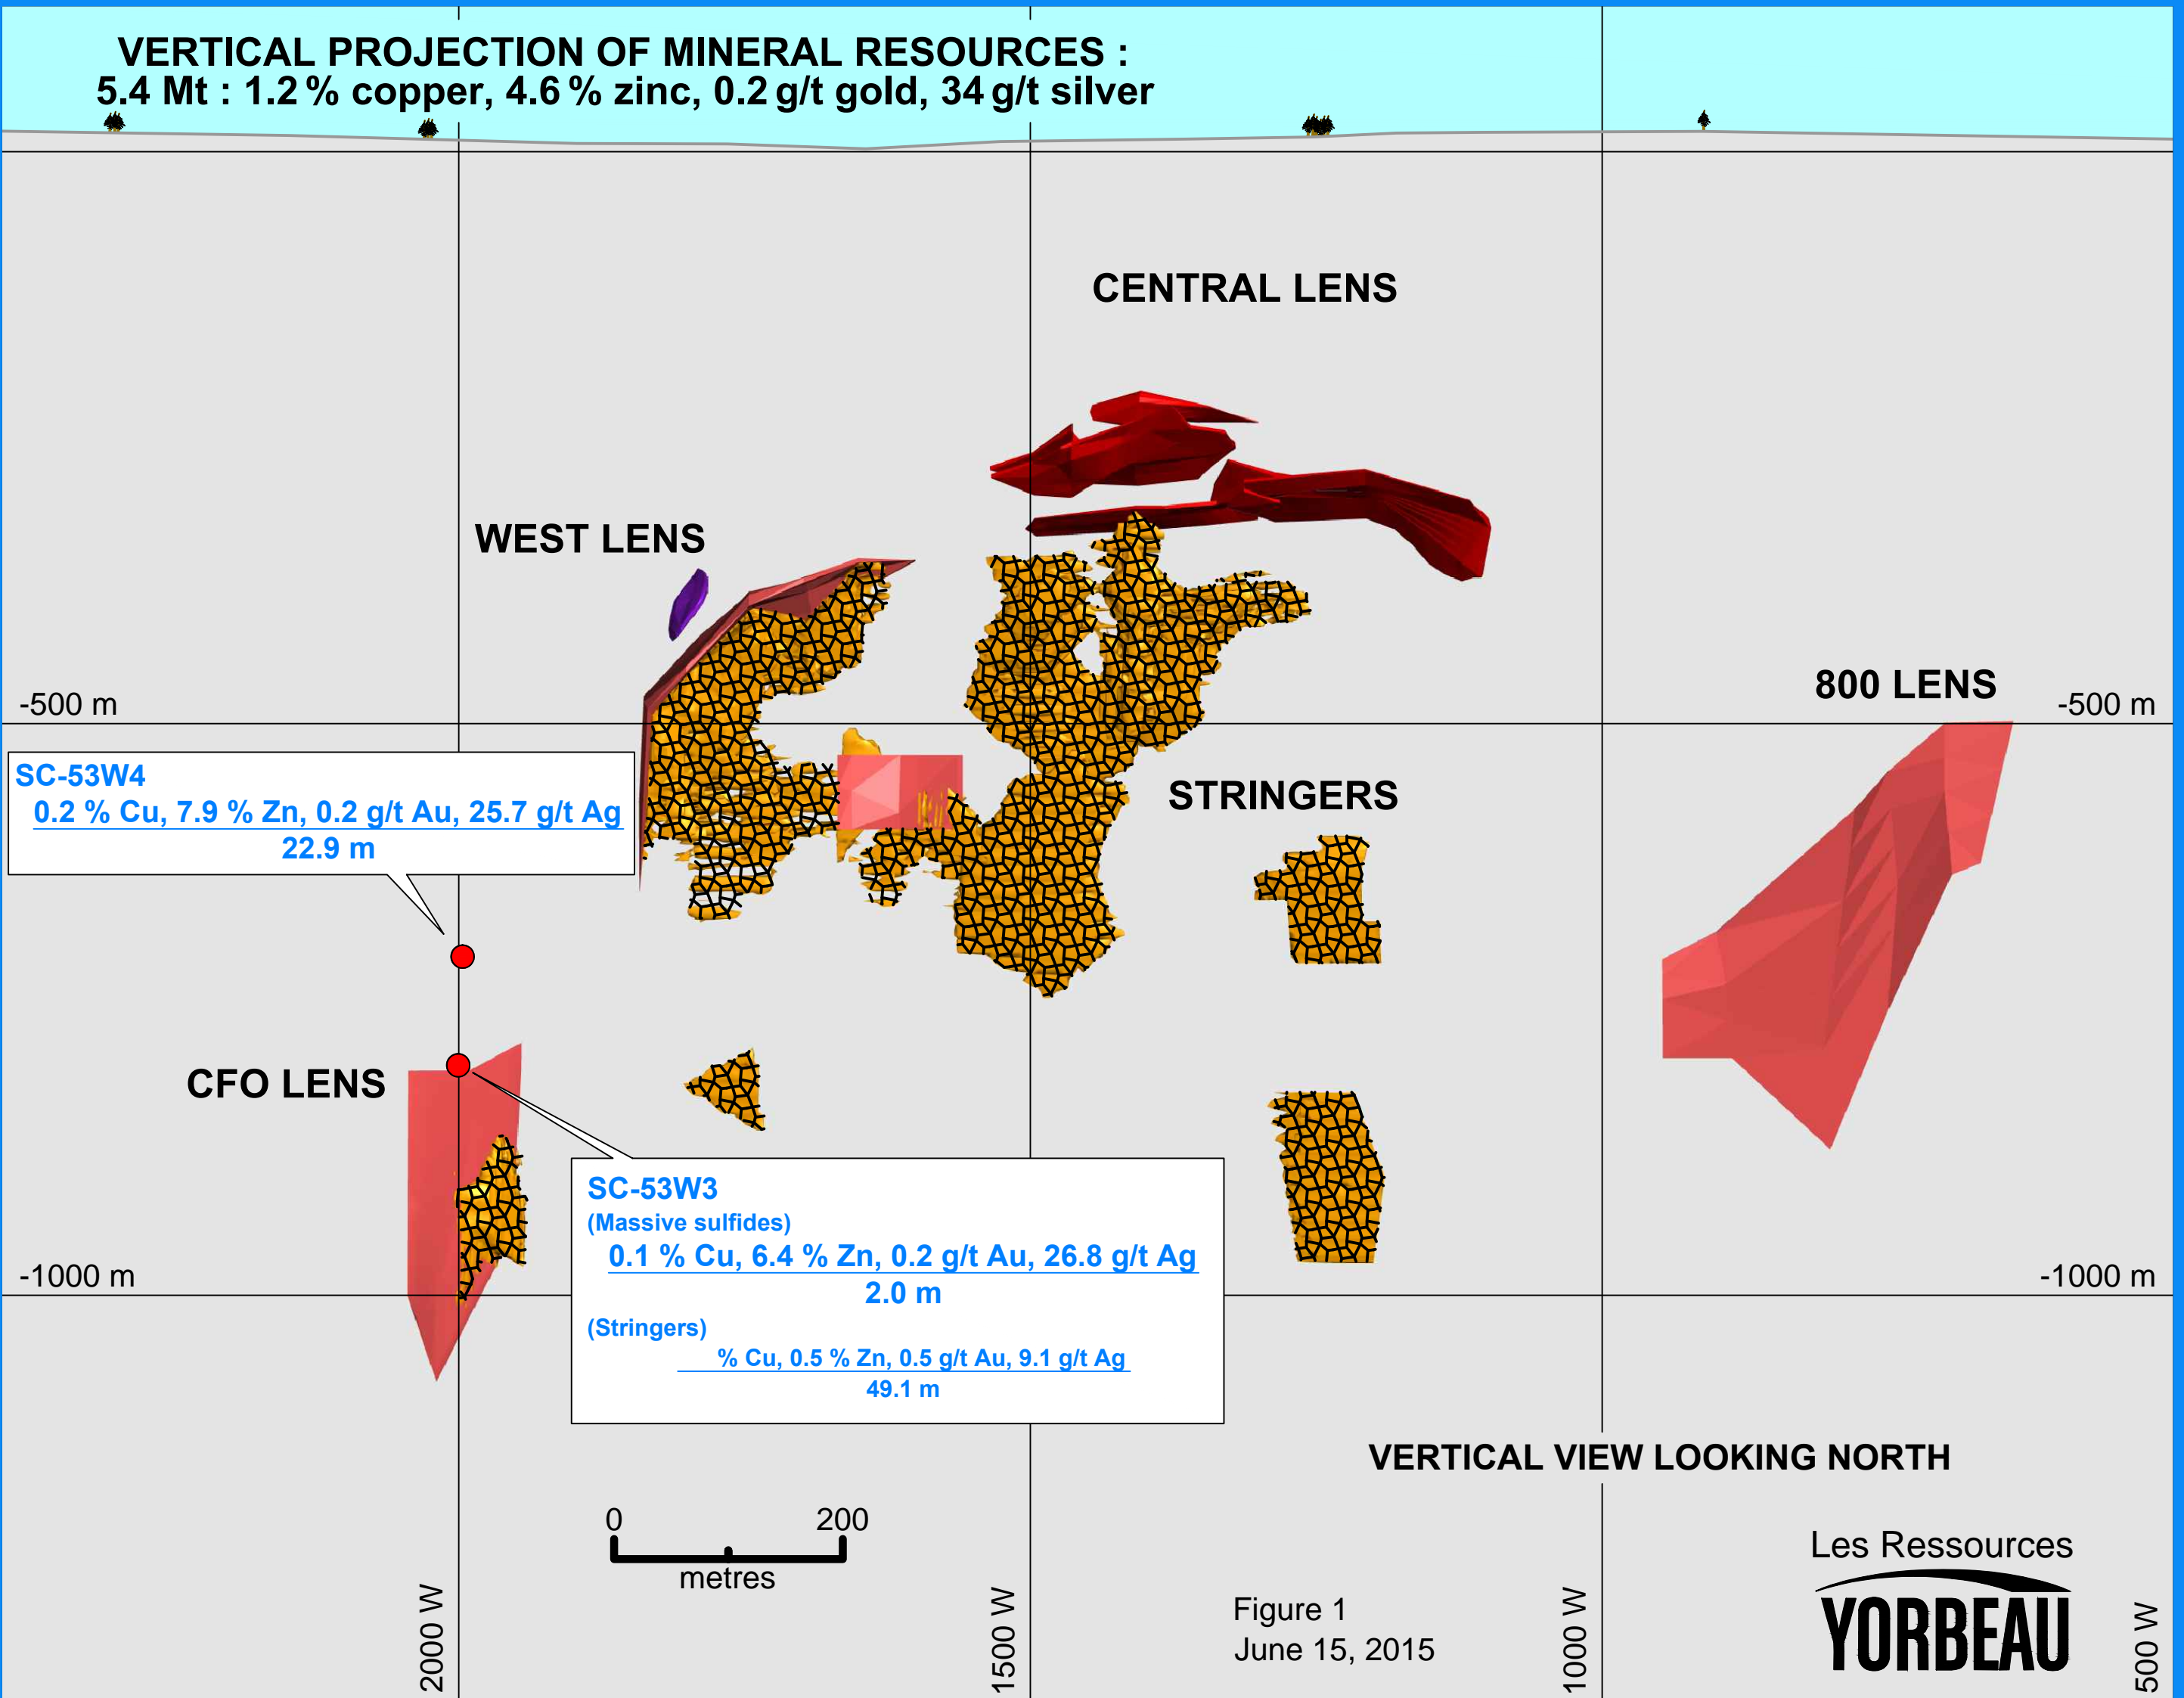 VERTICAL PROJECTION OF MINERAL RESOURCES :
5.4 Mt : 1.2 % copper, 4.6 % zinc, 0.2 g/t gold, 34 g/t silver
CENTRAL LENS
WEST LENS
800 LENS
-500 m
-500 m
SC-53W4
0.2 % Cu, 7.9 % Zn, 0.2 g/t Au, 25.7 g/t Ag
22.9 m
STRINGERS
CFO LENS
SC-53W3
(Massive sulfides)
0.1 % Cu, 6.4 % Zn, 0.2 g/t Au, 26.8 g/t Ag
2.0 m
(Stringers)
% Cu, 0.5 % Zn, 0.5 g/t Au, 9.1 g/t Ag
49.1 m
-1000 m
-1000 m
VERTICAL VIEW LOOKING NORTH
0 200
metres
Figure 1
June 15, 2015
Les Ressources
YORBEAU
2000 W
1500 W
1000 W
500 W